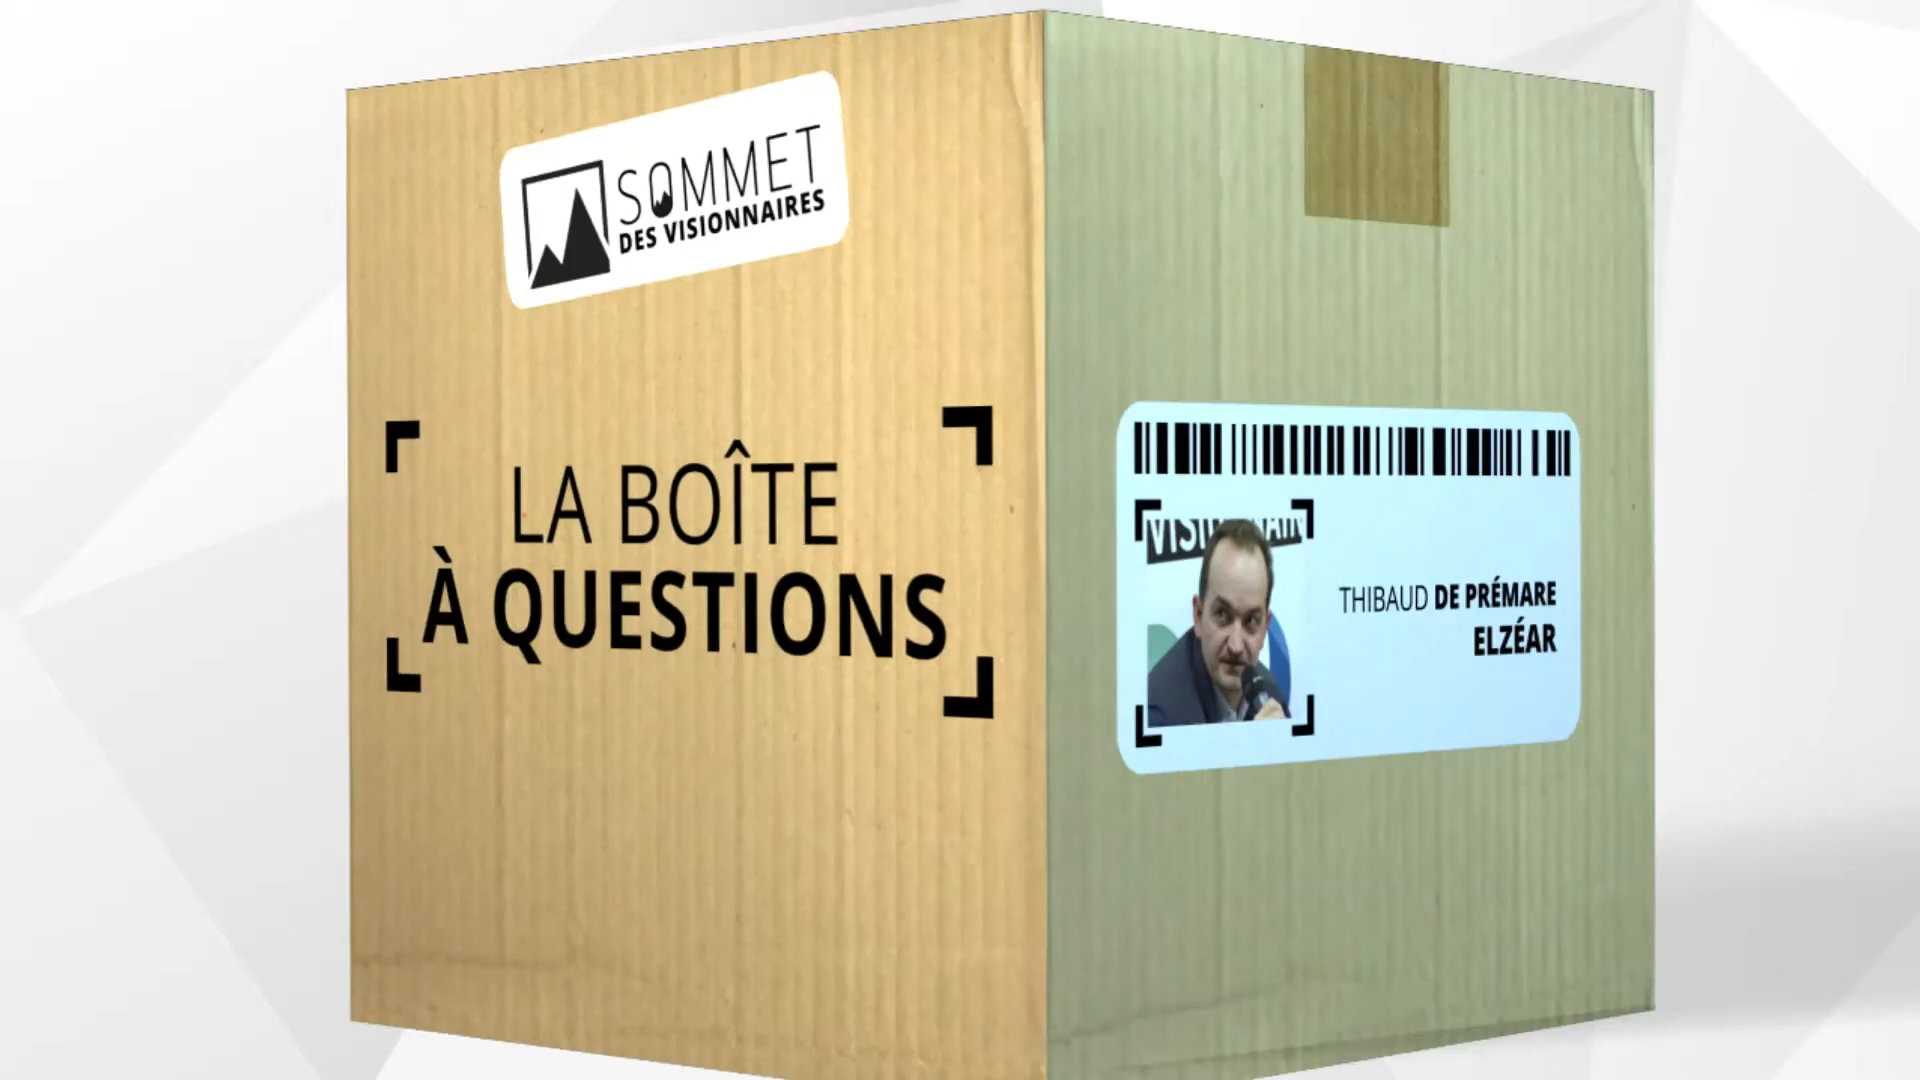 SOMMET
DES VISIONNAIRES
LA BOÎTE
À QUESTIONS
THIBAUD DE PRÉMARE
ELZÉAR